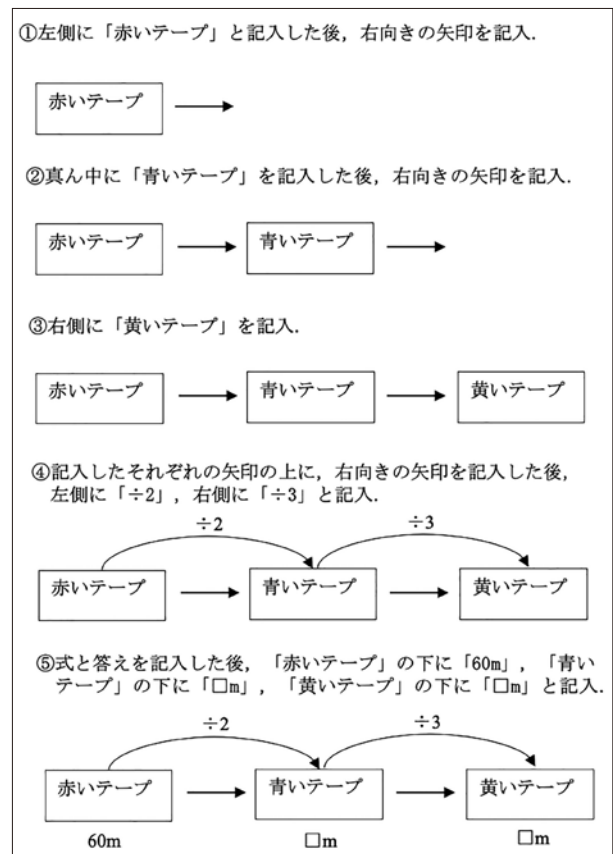 ①左側に「赤いテープ」と記入した後，右向きの矢印を記入．
赤いテープ
②真ん中に「青いテープ」を記入した後，右向きの矢印を記入．
赤いテープ 青いテープ
③右側に「黄いテープ」を記入．
赤いテープ 青いテープ 黄いテープ
④記入したそれぞれの矢印の上に，右向きの矢印を記入した後，
左側に「÷2」，右側に「÷3」と記入．
÷2 ÷3
赤いテープ 青いテープ 黄いテープ
⑤式と答えを記入した後，「赤いテープ」の下に「60m」，「青い
テープ」の下に「□m」，「黄いテープ」の下に「□m」と記入．
÷2 ÷3
赤いテープ 青いテープ 黄いテープ
60m □m □m